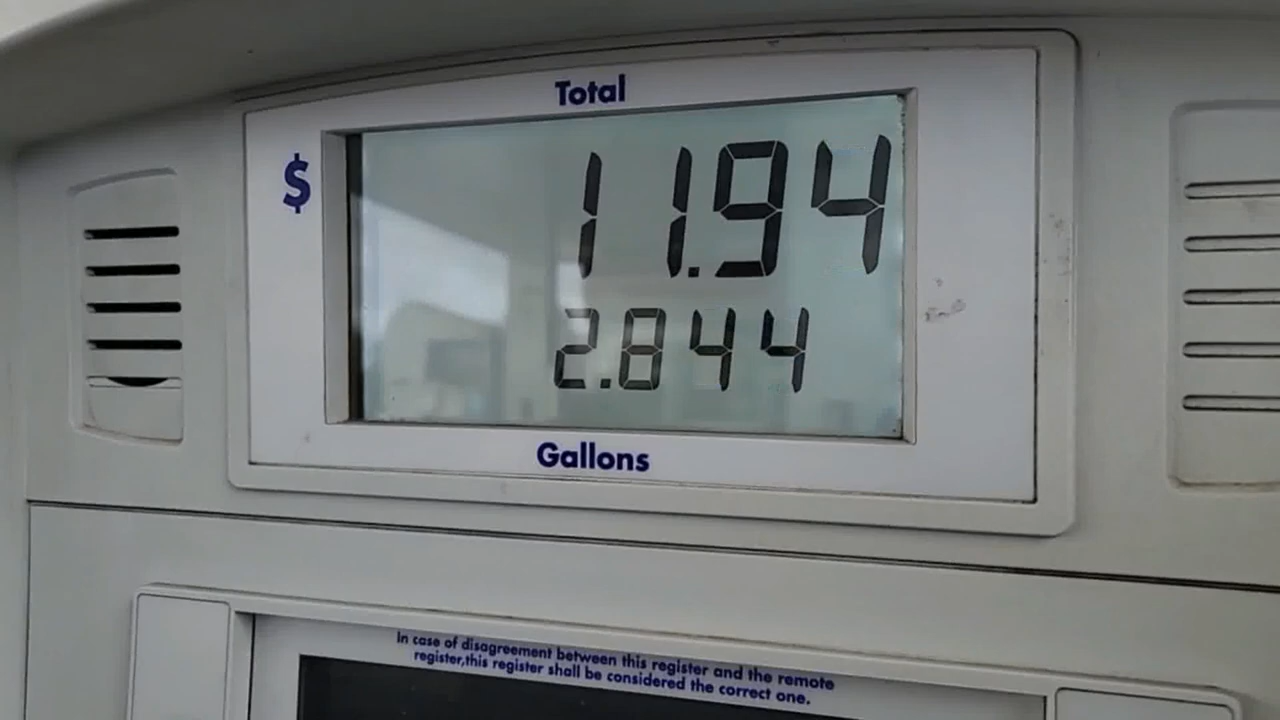 Total
$
11.94
2.844
Gallons
In case of disagreement between this register and the remote
register,this register shall be considered the correct one.